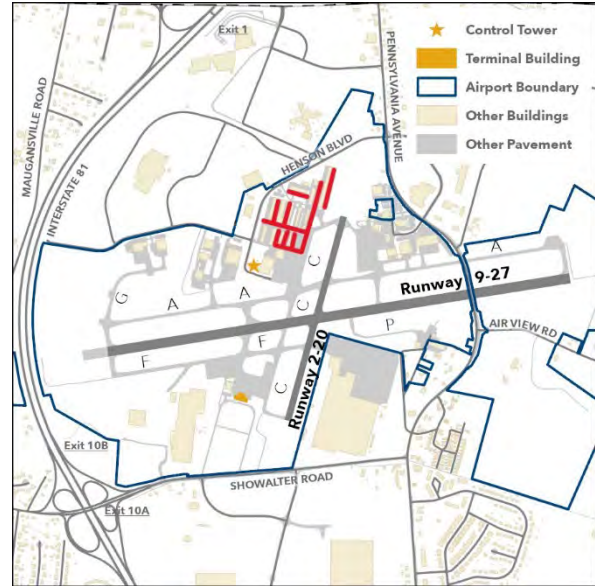 Exit 1
Control Tower
Terminal Building
Airport Boundary
Other Buildings
Other Pavement
PENNSYLVANIA AVENUE
MAUGANSVILLE ROAD
INTERSTATE 81
HENSON BLVD
G
A
A
C
C
A
Runway 9-27
F
F
C
P
AIR VIEW RD
C
Runway 2-20
Exit 10B
SHOWALTER ROAD
Exit 10A